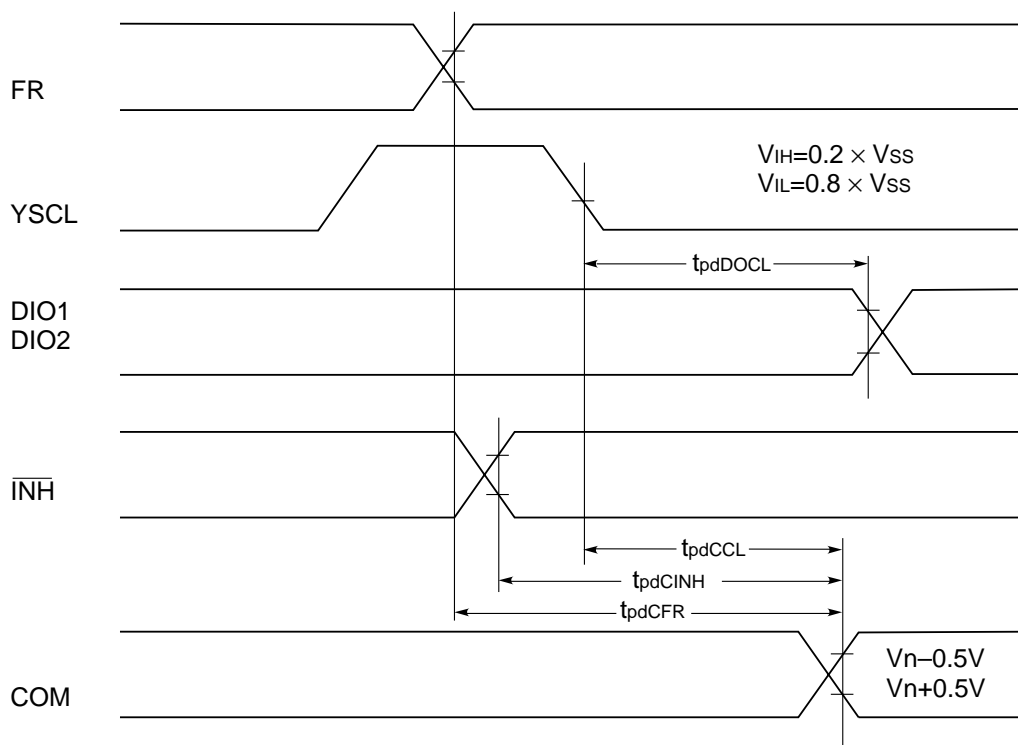 FR
VIH=0.2 × VSS
VIL=0.8 × VSS
YSCL
tpdDOCL
DIO1
DIO2
INH
tpdCCL
tpdCINH
tpdCFR
Vn–0.5V
Vn+0.5V
COM